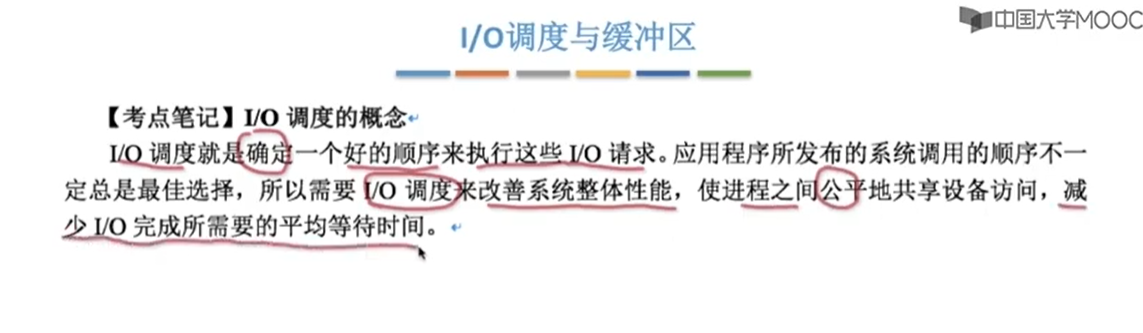 中国大学MOOC
I/O调度与缓冲区
【考点笔记】I/O 调度的概念
I/O 调度就是确定一个好的顺序来执行这些 I/O 请求。应用程序所发布的系统调用的顺序不一
定总是最佳选择，所以需要 I/O 调度来改善系统整体性能，使进程之间公平地共享设备访问，减
少 I/O 完成所需要的平均等待时间。